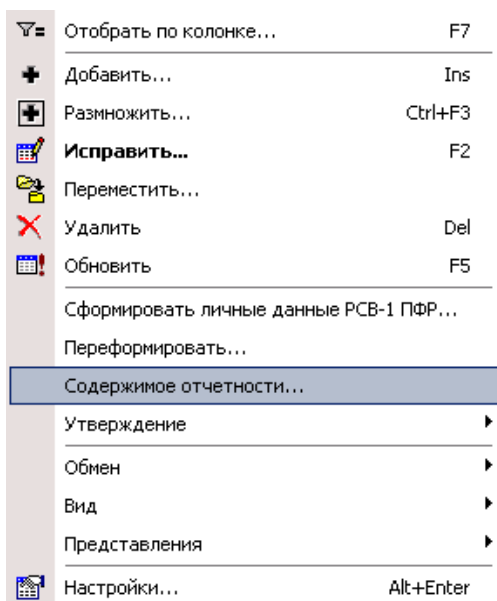 Отобрать по колонке... F7
Добавить... Ins
Размножить... Ctrl+F3
Исправить... F2
Переместить...
Удалить Del
Обновить F5
Сформировать личные данные РСВ-1 ПФР...
Переформировать...
Содержимое отчетности...
Утверждение
Обмен
Вид
Представления
Настройки... Alt+Enter